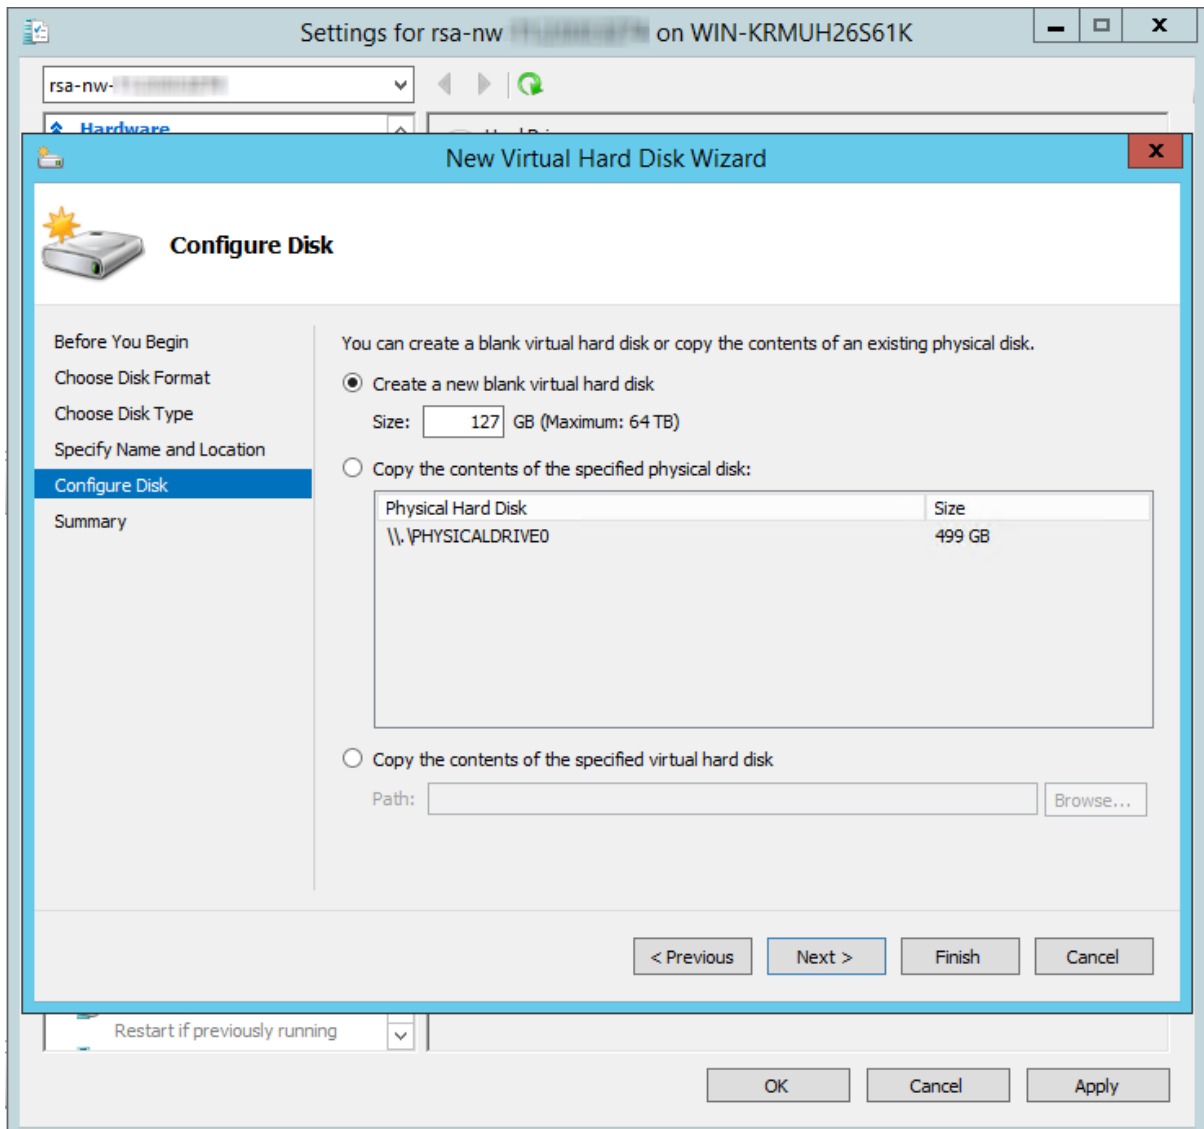 Settings for rsa-nw on WIN-KRMUH26S61K
rsa-nw-
Hardware
New Virtual Hard Disk Wizard
Configure Disk
Before You Begin
Choose Disk Format
Choose Disk Type
Specify Name and Location
Configure Disk
Summary
You can create a blank virtual hard disk or copy the contents of an existing physical disk.
Create a new blank virtual hard disk
Size: 127 GB (Maximum: 64 TB)
Copy the contents of the specified physical disk:
Physical Hard Disk Size
\\.\PHYSICALDRIVE0 499 GB
Copy the contents of the specified virtual hard disk
Path: Browse...
< Previous Next > Finish Cancel
Restart if previously running
OK Cancel Apply